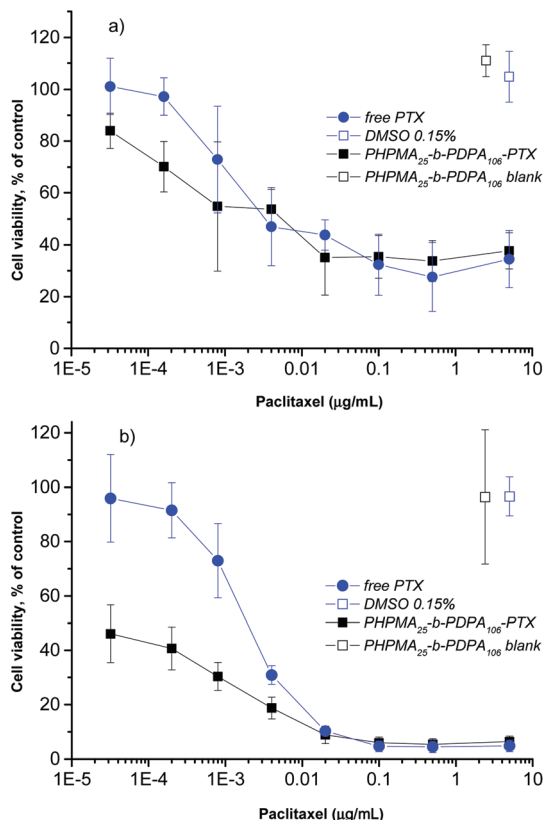 a)
120
100
80
60
40
20
0
Cell viability, % of control
free PTX
DMSO 0.15%
PHPMA25-b-PDPA106-PTX
PHPMA25-b-PDPA106 blank
1E-5 1E-4 1E-3 0.01 0.1 1 10
Paclitaxel (µg/mL)
b)
120
100
80
60
40
20
0
Cell viability, % of control
free PTX
DMSO 0.15%
PHPMA25-b-PDPA106-PTX
PHPMA25-b-PDPA106 blank
1E-5 1E-4 1E-3 0.01 0.1 1 10
Paclitaxel (µg/mL)